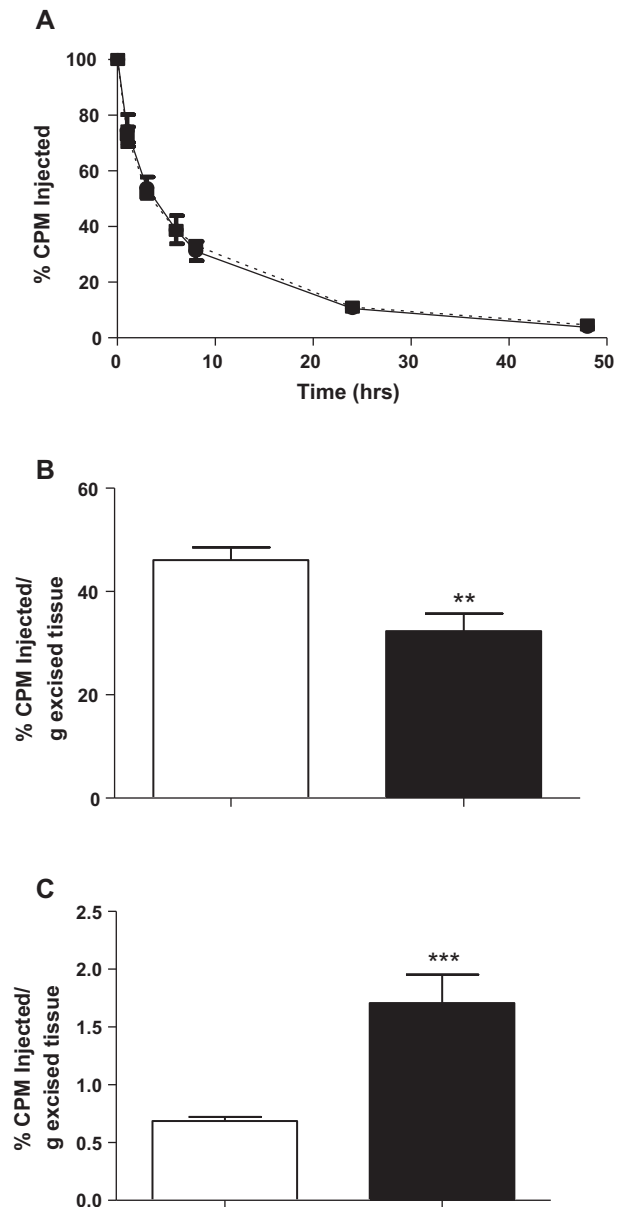 A
100
80
60
40
20
0
% CPM Injected
0 10 20 30 40 50
Time (hrs)
B
60
40
20
0
% CPM Injected/
g excised tissue
**
C
2.5
2.0
1.5
1.0
0.5
0.0
% CPM Injected/
g excised tissue
***